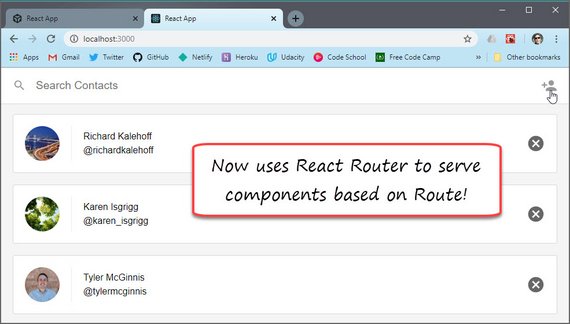 React App
React App
localhost:3000
Apps Gmail Twitter GitHub Netlify Heroku Udacity Code School Free Code Camp » Other bookmarks
Search Contacts
Richard Kalehoff
@richardkalehoff
Now uses React Router to serve
components based on Route!
Karen Isgrigg
@karen_isgrigg
Tyler McGinnis
@tylermcginnis